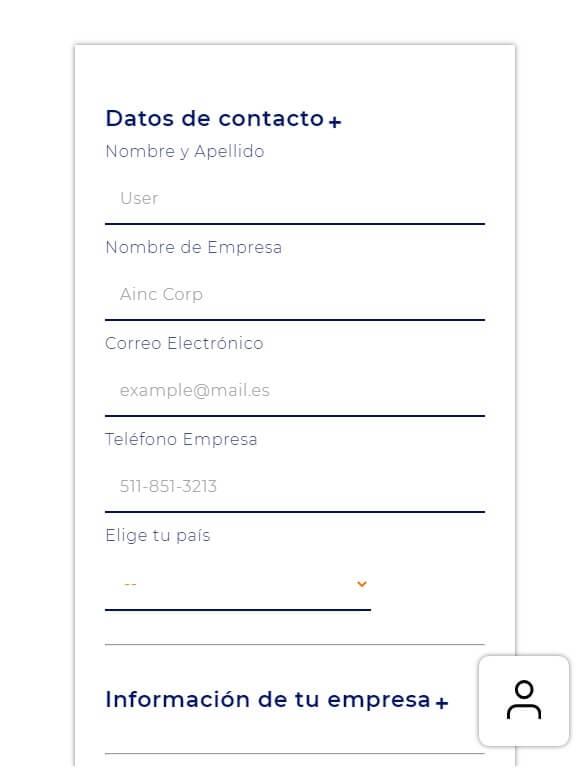 Datos de contacto +
Nombre y Apellido
User
Nombre de Empresa
Ainc Corp
Correo Electrónico
example@mail.es
Teléfono Empresa
511-851-3213
Elige tu país
--
Información de tu empresa +